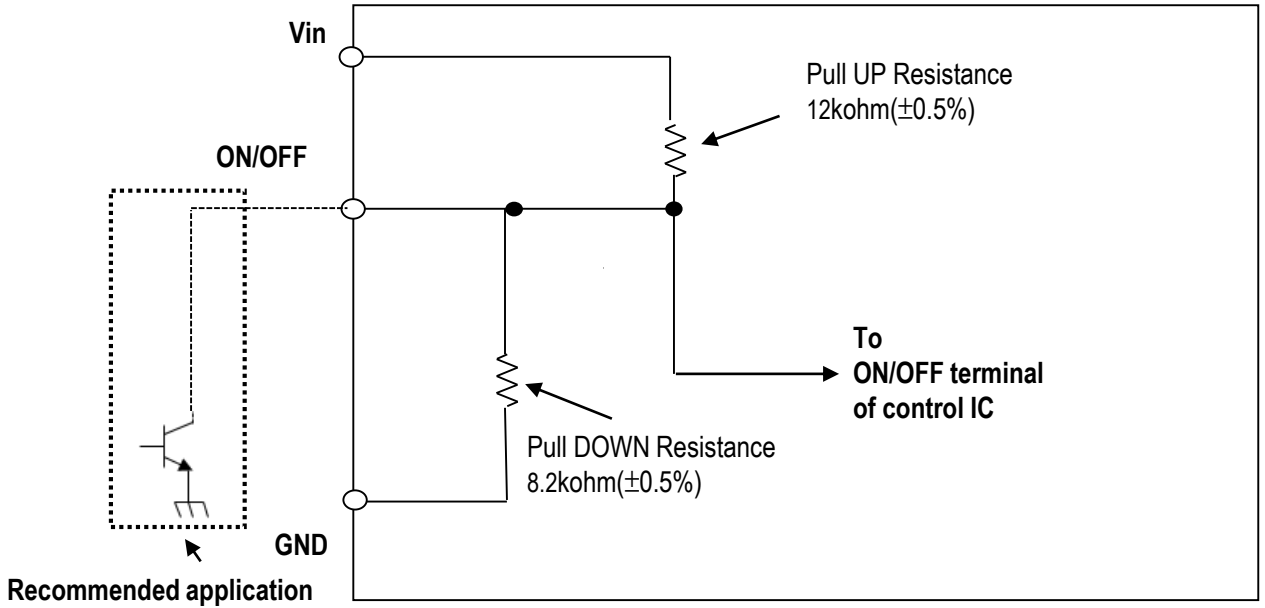 Vin
Pull UP Resistance
12kohm(±0.5%)
ON/OFF
To
ON/OFF terminal
of control IC
Pull DOWN Resistance
8.2kohm(±0.5%)
GND
Recommended application